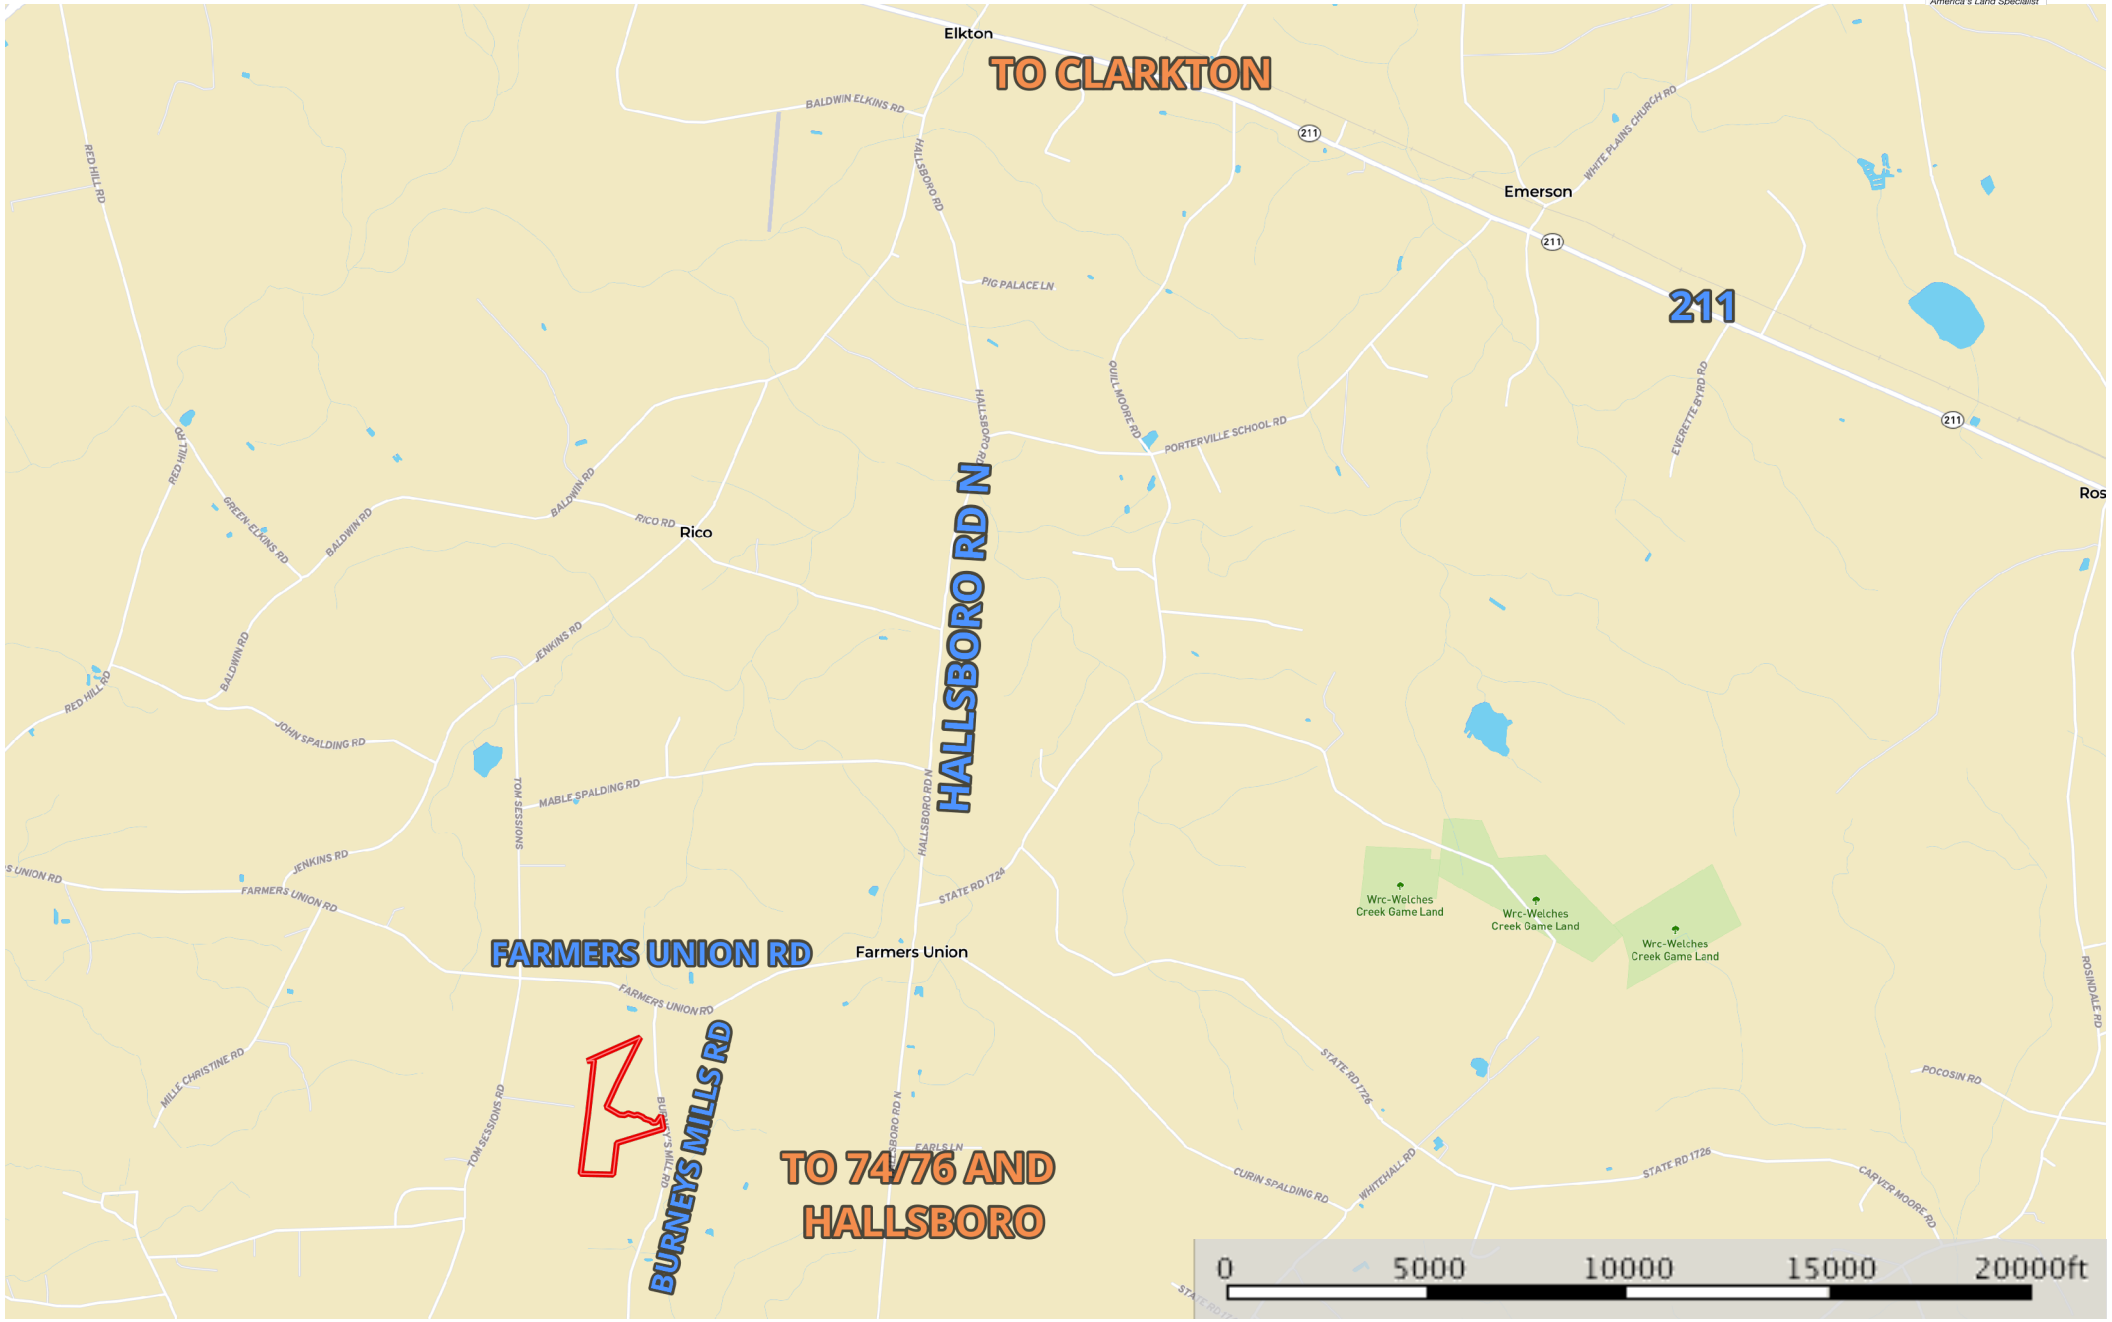 America's Land Specialist
Elkton
TO CLARKTON
BALDWIN ELKINS RD
211
WHITE PLAINS CHURCH RD
RED HILL RD
HALLSBORO RD
Emerson
211
PIG PALACE LN
211
QUILL MOORE RD
EVERETTE BYRD RD
HALLSBORO RD
PORTERVILLE SCHOOL RD
211
RED HILL RD
BALDWIN RD
Ros
GREEN-ELKINS RD
BALDWIN RD
RICO RD
Rico
HALLSBORO RD N
JENKINS RD
BALDWIN RD
RED HILL RD
JOHN SPALDING RD
TOM SESSIONS
MABLE SPALDING RD
HALLSBORO RD N
JENKINS RD
S UNION RD
FARMERS UNION RD
STATE RD 1724
Wrc-Welches
Creek Game Land
Wrc-Welches
Creek Game Land
Wrc-Welches
Creek Game Land
FARMERS UNION RD
Farmers Union
FARMERS UNION RD
ROSINDALE RD
BURNEYS MILLS RD
MILLE CHRISTINE RD
STATE RD 1726
POCOSIN RD
TOM SESSIONS RD
BURNEY'S MILL RD
LLSBORO RD N
EARLS LN
TO 74/76 AND
HALLSBORO
CURIN SPALDING RD
WHITEHALL RD
STATE RD 1726
CARVER MOORE RD
0 5000 10000 15000 20000ft